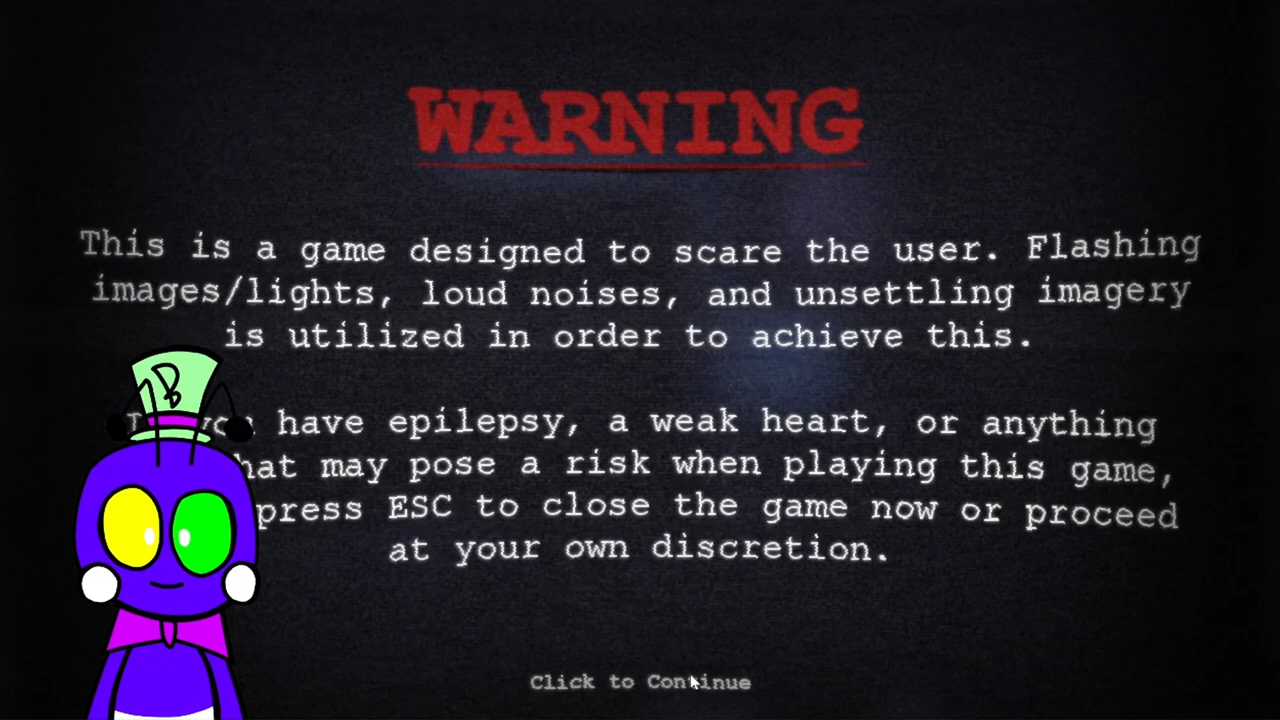 WARNING
This is a game designed to scare the user. Flashing
images/lights, loud noises, and unsettling imagery
is utilized in order to achieve this.
B
have epilepsy, a weak heart, or anything
may pose a risk when playing this game,
press ESC to close the game now or proceed
at your own discretion.
Click to Continue